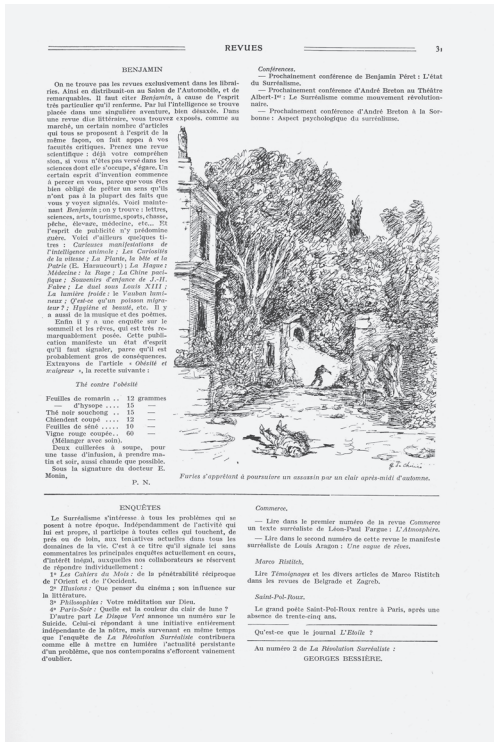 REVUES
31
BENJAMIN
On ne trouve pas les revues exclusivement dans les librai-
ries. Ainsi en distribuait-on au Salon de l'Automobile, et de
remarquables. Il faut citer Benjamin, à cause de l'esprit
très particulier qu'il renferme. Par lui l'intelligence se trouve
placée dans une singulière aventure, bien désaxée. Dans
une revue dite littéraire, vous trouvez exposés, comme au
marché, un certain nombre d'articles
qui tous se proposent à l'esprit de la
même façon, on fait appel à vos
facultés critiques. Prenez une revue
scientifique : déjà votre compréhen
sion, si vous n'êtes pas versé dans les
sciences dont elle s'occupe, s'égare. Un
certain esprit d'invention commence
à percer en vous, parce que vous êtes
bien obligé de prêter un sens qu'ils
n'ont pas à la plupart des faits que
vous y voyez signalés. Voici mainte-
nant Benjamin ; on y trouve : lettres,
sciences, arts, tourisme, sports, chasse,
pêche, élevage, médecine, etc... Et
l'esprit de publicité n'y prédomine
guère. Voici d'ailleurs quelques ti-
tres : Curieuses manifestations de
l'intelligence animale ; Les Curiosités
de la vitesse ; La Plante, la bête et la
Patrie (E. Haraucourt) ; La Hague :
Médecine : la Rage ; La Chine paci-
fique ; Souvenirs d'enfance de J.-H.
Fabre ; Le duel sous Louis XIII ;
La lumière froide : le Vauban lumi-
neux ; Q'est-ce qu'un poisson migra-
teur ? ; Hygiène et beauté, etc. Il y
a aussi de la musique et des poèmes.
Enfin il y a une enquête sur le
sommeil et les rêves, qui est très re-
marquablement posée. Cette publi-
cation manifeste un état d'esprit
qu'il faut signaler, parce qu'il est
probablement gros de conséquences.
Extrayons de l'article « Obésité et
maigreur », la recette suivante :
Thé contre l'obésité
Feuilles de romarin .. 12 grammes
— d'hysope .... 15 —
Thé noir souchong .. 15 —
Chiendent coupé .... 12 —
Feuilles de séné ..... 10 —
Vigne rouge coupée.. 60 —
(Mélanger avec soin).
Deux cuillerées à soupe, pour
une tasse d'infusion, à prendre ma-
tin et soir, aussi chaude que possible.
Sous la signature du docteur E.
Monin,
P. N.
Conférences.
— Prochainement conférence de Benjamin Péret : L'état
du Surréalisme.
— Prochainement conférence d'André Breton au Théâtre
Albert-Ier : Le Surréalisme comme mouvement révolution-
naire.
— Prochainement conférence d'André Breton à la Sor-
bonne : Aspect psychologique du surréalisme.
Furies s'apprêtant à poursuivre un assassin par un clair après-midi d'automne.
ENQUÊTES
Le Surréalisme s'intéresse à tous les problèmes qui se
posent à notre époque. Indépendamment de l'activité qui
lui est propre, il participe à toutes celles qui touchent, de
près ou de loin, aux tentatives actuelles dans tous les
domaines de la vie. C'est à ce titre qu'il signale ici sans
commentaires les principales enquêtes actuellement en cours,
d'intérêt inégal, auxquelles nos collaborateurs se réservent
de répondre individuellement :
1° Les Cahiers du Mois : de la pénétrabilité réciproque
de l'Orient et de l'Occident.
2° Illusions : Que penser du cinéma ; son influence sur
la littérature.
3° Philosophies : Votre méditation sur Dieu.
4° Paris-Soir : Quelle est la couleur du clair de lune ?
D'autre part Le Disque Vert annonce un numéro sur le
Suicide. Celui-ci répondant à une initiative entièrement
indépendante de la nôtre, mais survenant en même temps
que l'enquête de La Révolution Surréaliste contribuera
comme elle à mettre en lumière l'actualité persistante
d'un problème, que nos contemporains s'efforcent vainement
d'oublier.
Commerce.
— Lire dans le premier numéro de la revue Commerce
un texte surréaliste de Léon-Paul Fargue : L'Atmosphère.
— Lire dans le second numéro de cette revue le manifeste
surréaliste de Louis Aragon : Une vague de rêves.
Marco Ristitch,
Lire Témoignages et les divers articles de Marco Ristitch
dans les revues de Belgrade et Zagreb.
Saint-Pol-Roux.
Le grand poète Saint-Pol-Roux rentre à Paris, après une
absence de trente-cinq ans.
Qu'est-ce que le journal L'Etoile ?
Au numéro 2 de La Révolution Surréaliste :
GEORGES BESSIÈRE.